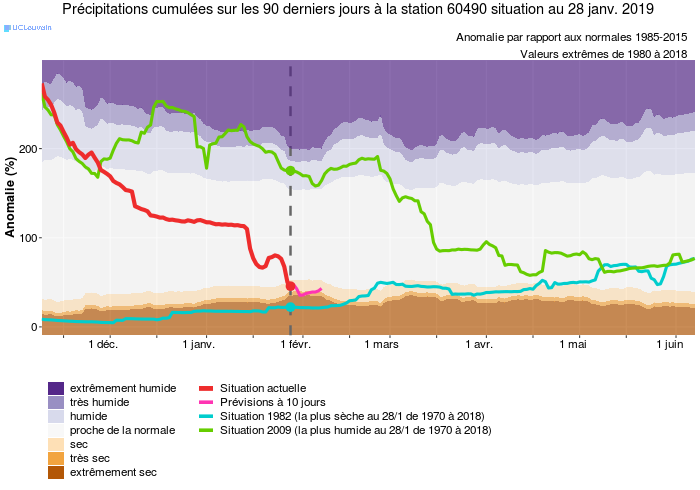 Précipitations cumulées sur les 90 derniers jours à la station 60490 situation au 28 janv. 2019
UCLouvain
Anomalie par rapport aux normales 1985-2015
Valeurs extrêmes de 1980 à 2018
Anomalie (%)
200
100
0
1 déc.
1 janv.
1 févr.
1 mars
1 avr.
1 mai
1 juin
extrêmement humide
très humide
humide
proche de la normale
sec
très sec
extrêmement sec
Situation actuelle
Prévisions à 10 jours
Situation 1982 (la plus sèche au 28/1 de 1970 à 2018)
Situation 2009 (la plus humide au 28/1 de 1970 à 2018)